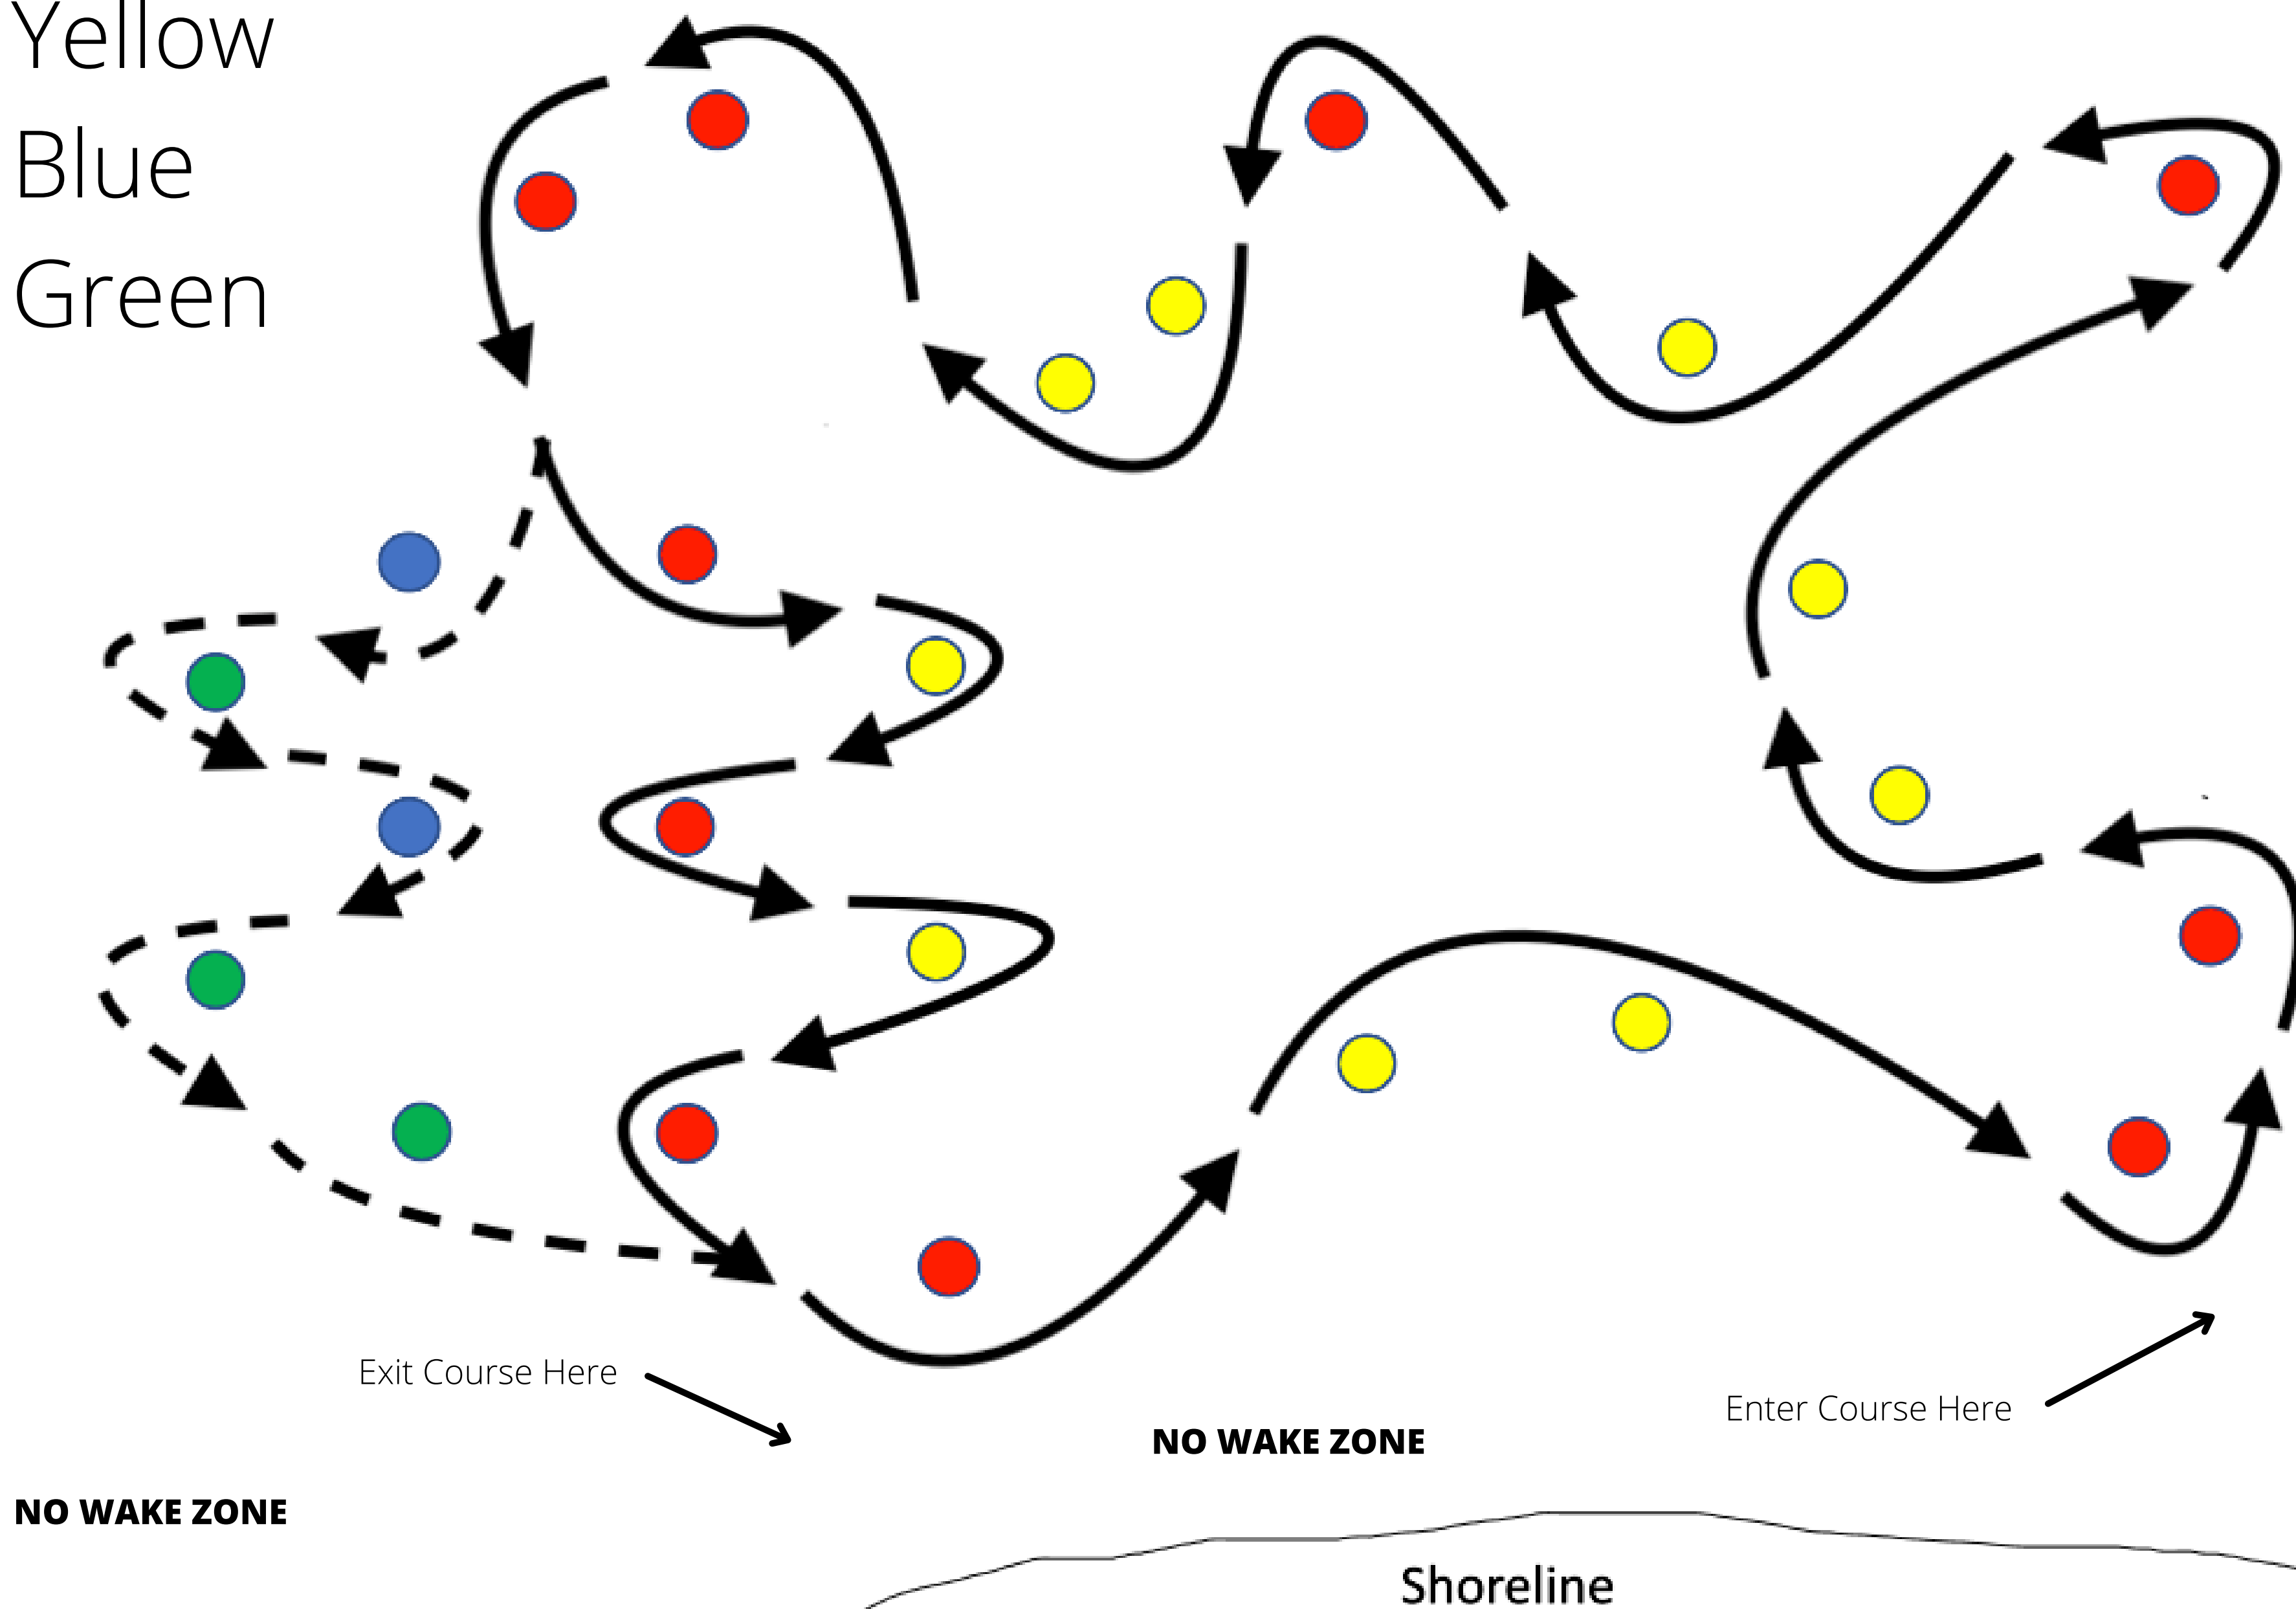 Yellow
Blue
Green
Exit Course Here
Enter Course Here
NO WAKE ZONE
NO WAKE ZONE
Shoreline